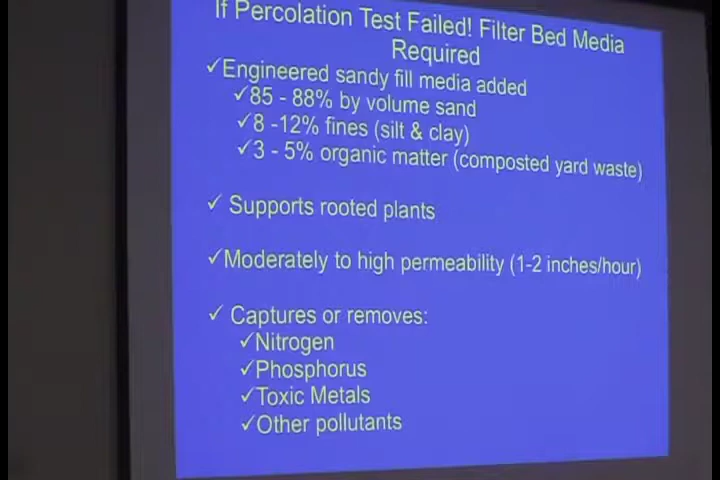 If Percolation Test Failed! Filter Bed Media
Required
✓Engineered sandy fill media added
✓85 - 88% by volume sand
✓8 -12% fines (silt & clay)
✓3 - 5% organic matter (composted yard waste)
✓ Supports rooted plants
✓Moderately to high permeability (1-2 inches/hour)
✓ Captures or removes:
✓Nitrogen
✓Phosphorus
✓Toxic Metals
✓Other pollutants